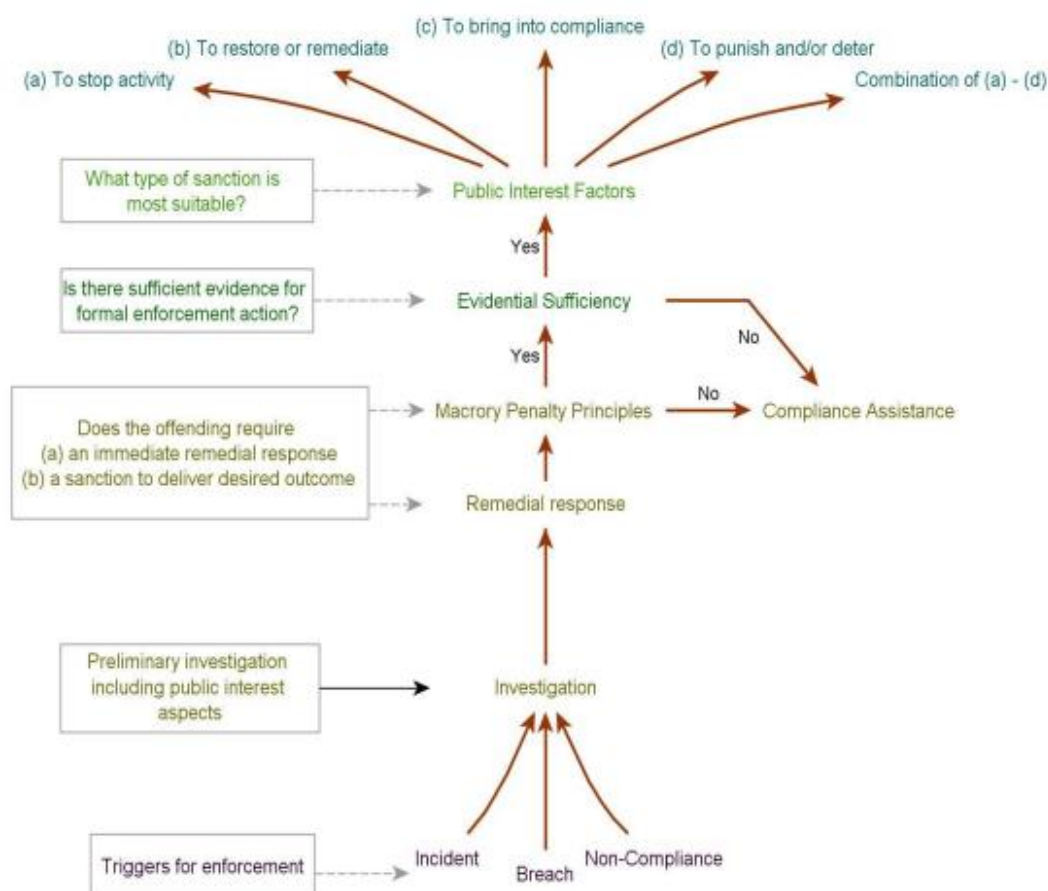 (c) To bring into compliance
(b) To restore or remediate
(d) To punish and/or deter
(a) To stop activity
Combination of (a) - (d)
What type of sanction is
most suitable?
Public Interest Factors
Yes
Is there sufficient evidence for
formal enforcement action?
Evidential Sufficiency
No
Yes
Does the offending require
(a) an immediate remedial response
(b) a sanction to deliver desired outcome
Macrory Penalty Principles
No
Compliance Assistance
Remedial response
Preliminary investigation
including public interest
aspects
Investigation
Triggers for enforcement
Incident
Breach
Non-Compliance